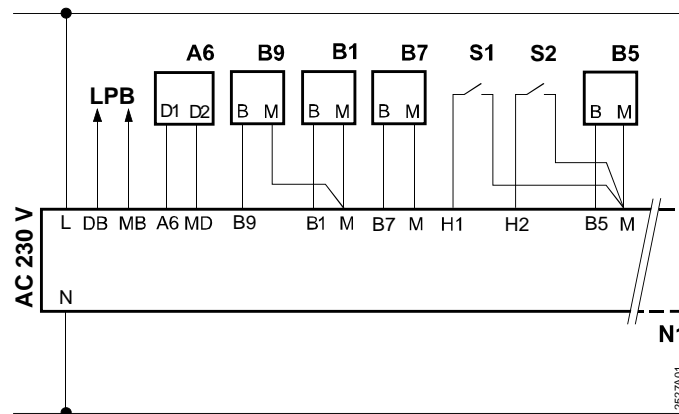 A6 B9 B1 B7 S1 S2 B5
LPB
D1 D2 B M B M B M B M
L DB MB A6 MD B9 B1 M B7 M H1 H2 B5 M
AC 230 V
N
N1
2527A01